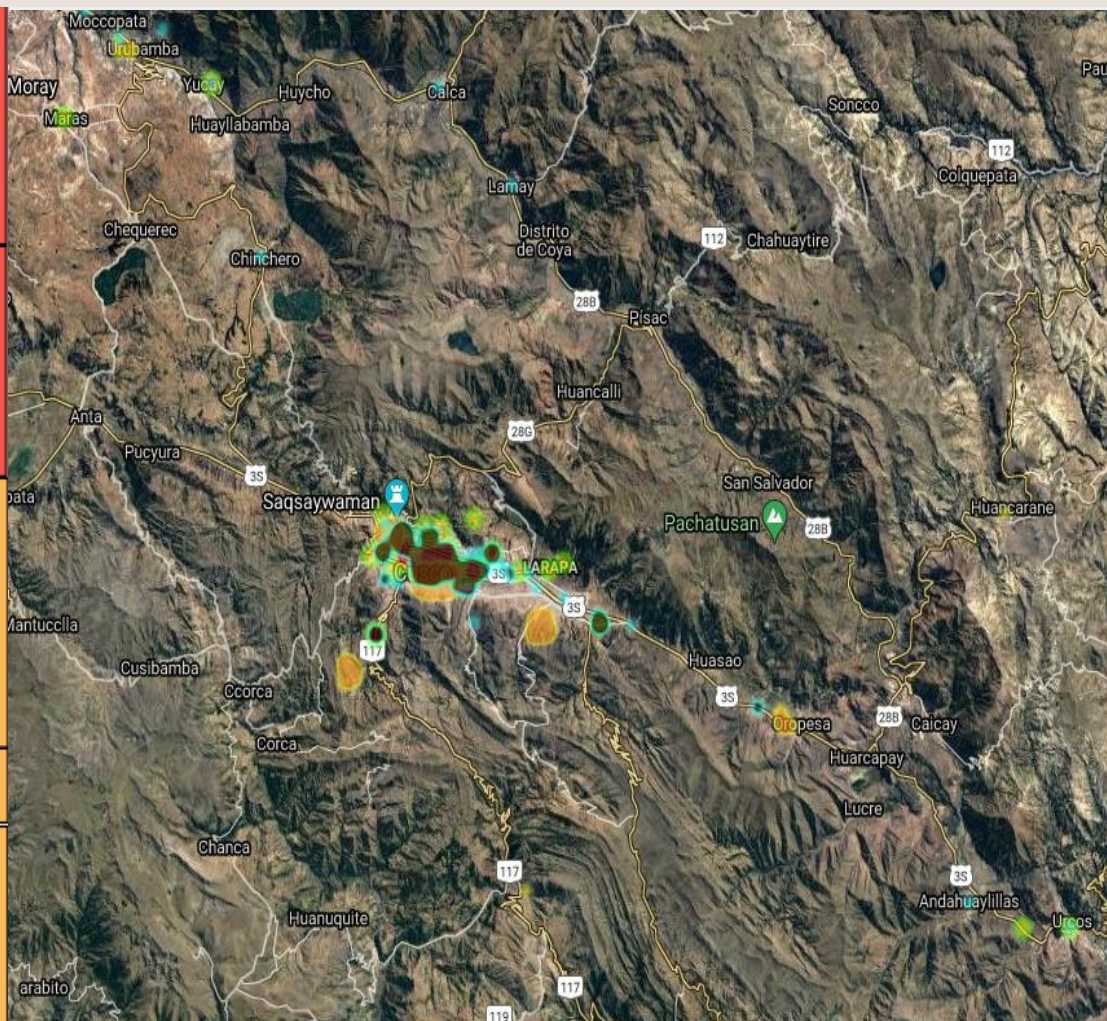 Moccopata
Urubamba
Moray
Yucay
Huycho
Calca
Maras
Huayllabamba
Soncco
Pau
112
Colquepata
Lamay
Chequerec
Distrito
de Coya
112
Chahuaytire
Chinchero
28B
Pisac
Huancalli
Anta
28G
Pucyura
3S
pata
Saqsaywaman
San Salvador
Pachatusan
28B
Huancarane
3S
LARAPA
3S
Mantucclla
117
Cusibamba
Huasao
Ccorca
3S
Oropesa
28B
Caicay
Corca
Huarcapay
Lucre
Chanca
117
3S
Andahuaylillas
Huanuquite
Urcos
arabito
117
119